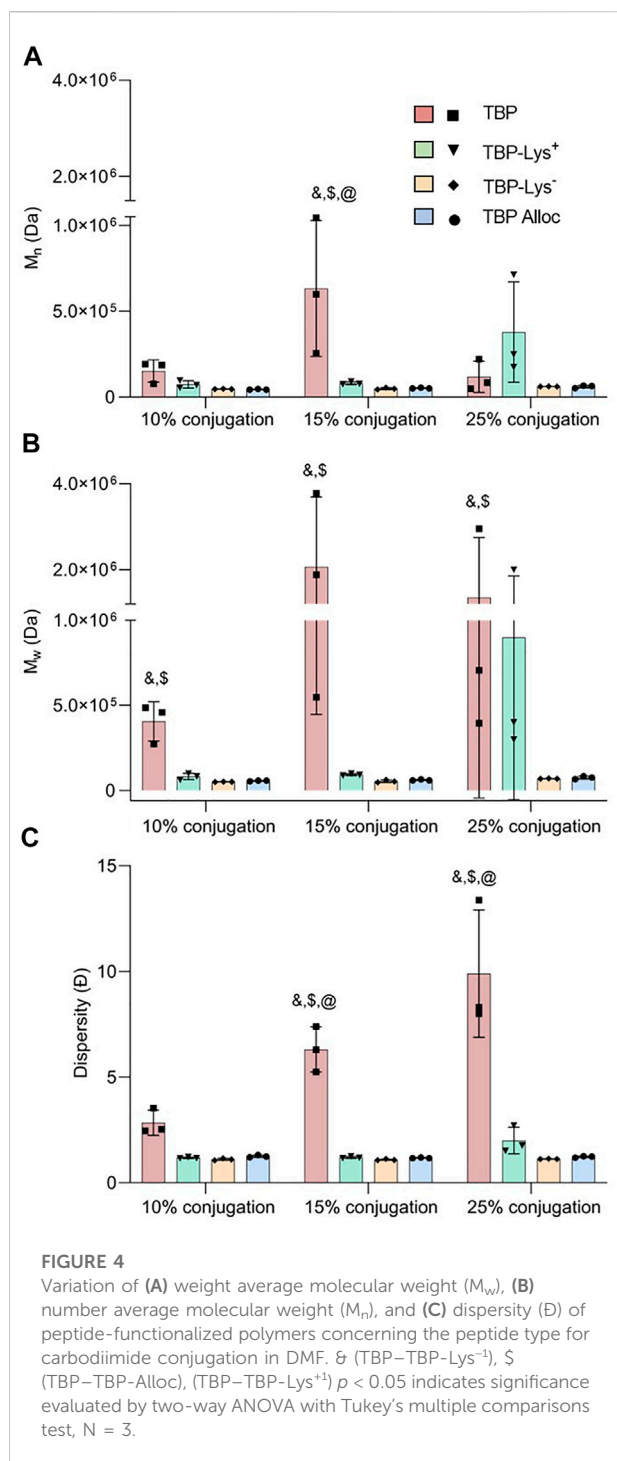 A
4.0×10⁶
2.0×10⁶
1.0×10⁶
5.0×10⁵
0
Mₙ (Da)
&,$,@
TBP
TBP-Lys⁺
TBP-Lys⁻
TBP Alloc
10% conjugation 15% conjugation 25% conjugation
B
4.0×10⁶
2.0×10⁶
1.0×10⁶
5.0×10⁵
0
M_w (Da)
&,$
&,$
&,$
10% conjugation 15% conjugation 25% conjugation
C
15
10
5
0
Dispersity (Đ)
&,$,@
&,$,@
10% conjugation 15% conjugation 25% conjugation
FIGURE 4
Variation of (A) weight average molecular weight (M_w), (B)
number average molecular weight (Mₙ), and (C) dispersity (Đ) of
peptide-functionalized polymers concerning the peptide type for
carbodiimide conjugation in DMF. & (TBP–TBP-Lys⁻¹), $
(TBP–TBP-Alloc), (TBP–TBP-Lys⁺¹) p < 0.05 indicates significance
evaluated by two-way ANOVA with Tukey's multiple comparisons
test, N = 3.